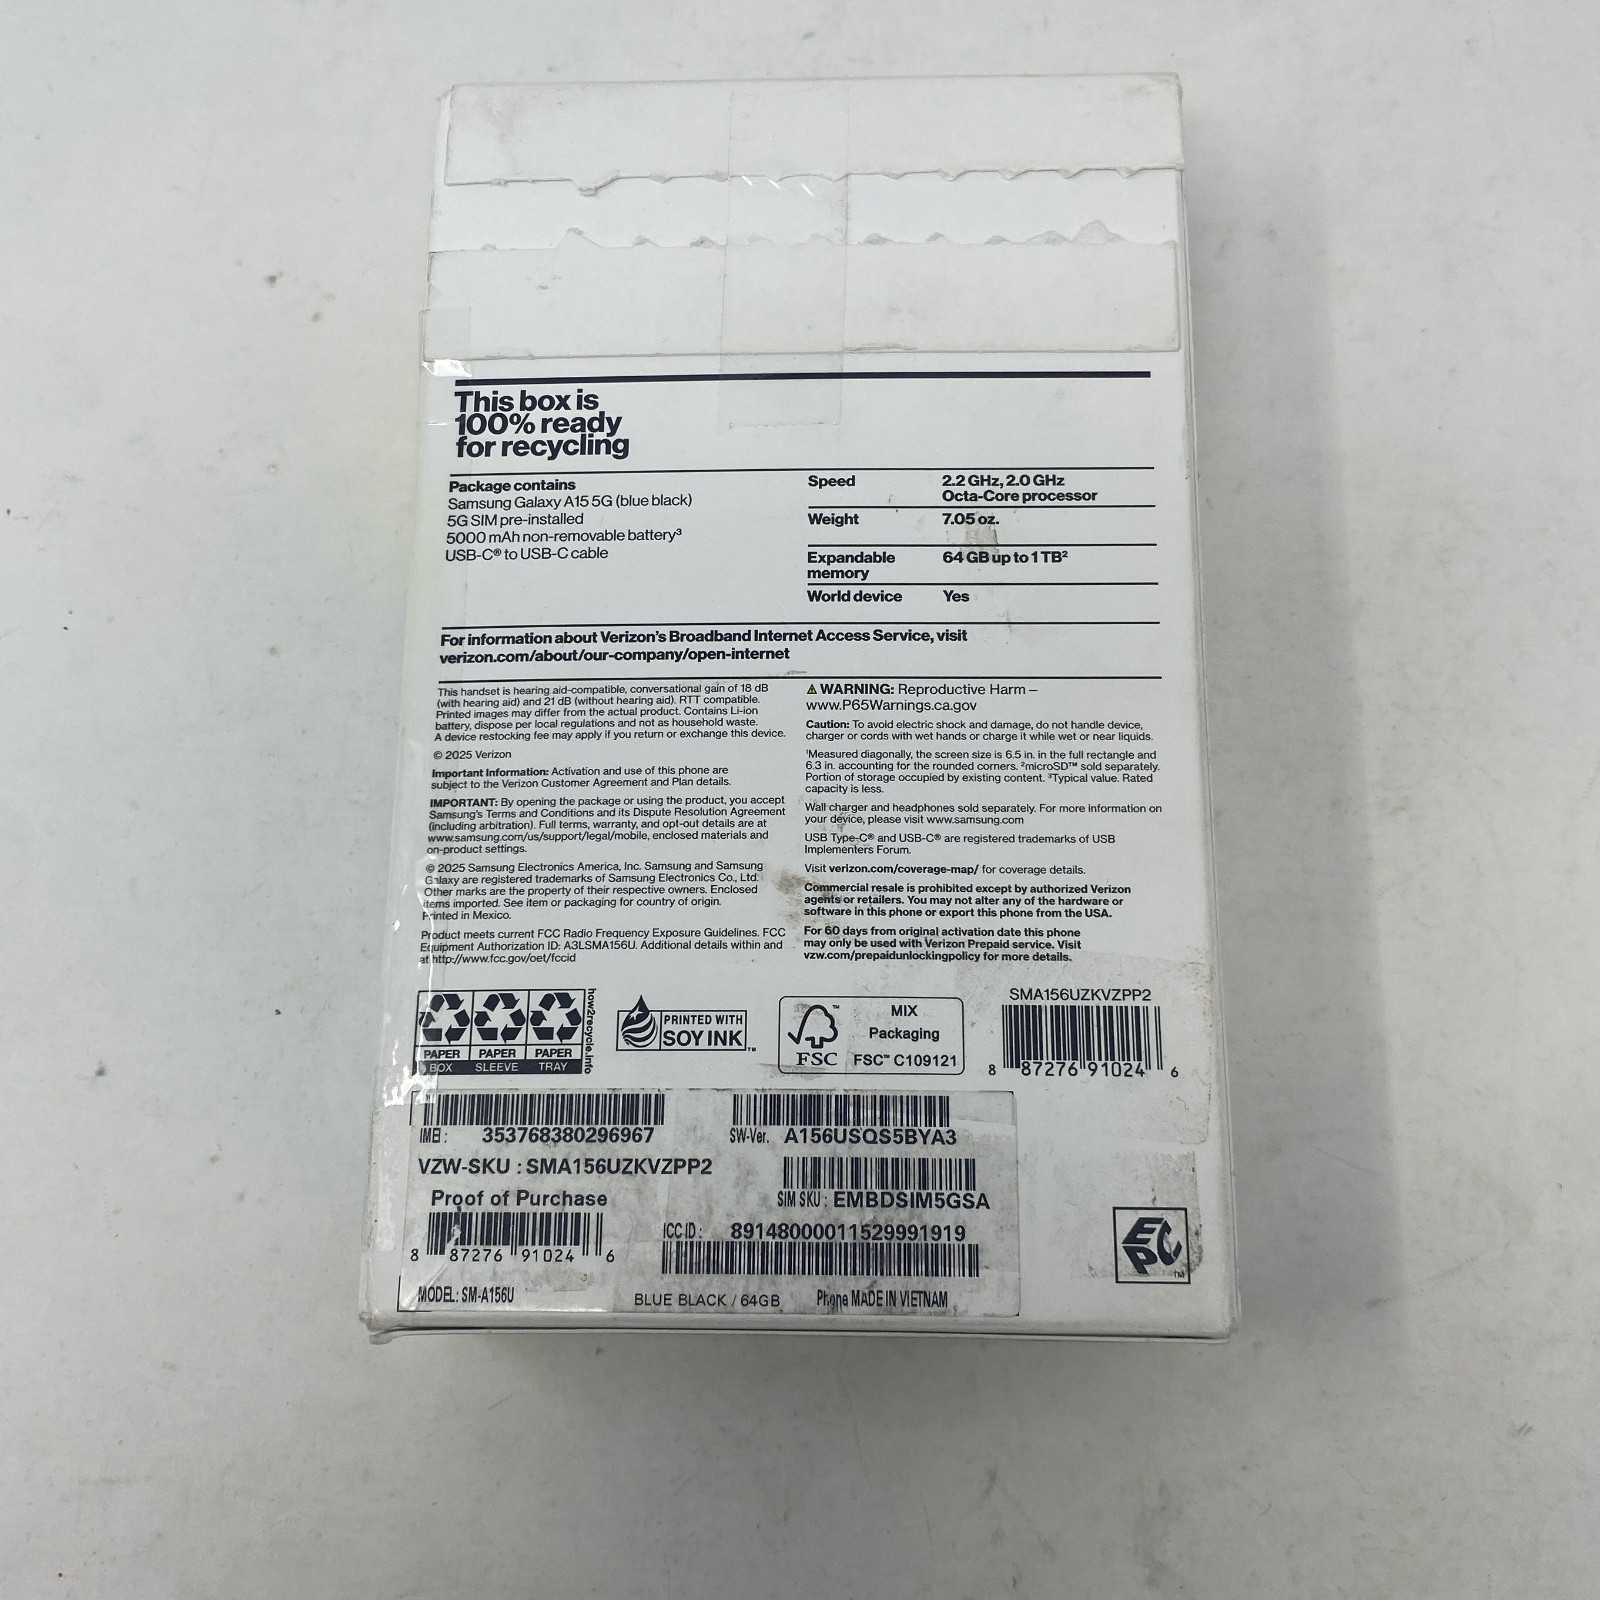 This box is
100% ready
for recycling
Package contains
Samsung Galaxy A15 5G (blue black)
5G SIM pre-installed
5000 mAh non-removable battery³
USB-C® to USB-C cable
Speed 2.2 GHz, 2.0 GHz
Octa-Core processor
Weight 7.05 oz.
Expandable 64 GB up to 1 TB²
memory
World device Yes
For information about Verizon's Broadband Internet Access Service, visit
verizon.com/about/our-company/open-internet
This handset is hearing aid-compatible, conversational gain of 18 dB
(with hearing aid) and 21 dB (without hearing aid). RTT compatible.
Printed images may differ from the actual product. Contains Li-ion
battery, dispose per local regulations and not as household waste.
A device restocking fee may apply if you return or exchange this device.
© 2025 Verizon
Important Information: Activation and use of this phone are
subject to the Verizon Customer Agreement and Plan details.
IMPORTANT: By opening the package or using the product, you accept
Samsung's Terms and Conditions and its Dispute Resolution Agreement
(including arbitration). Full terms, warranty, and opt-out details are at
www.samsung.com/us/support/legal/mobile, enclosed materials and
on-product settings.
© 2025 Samsung Electronics America, Inc. Samsung and Samsung
Galaxy are registered trademarks of Samsung Electronics Co., Ltd.
Other marks are the property of their respective owners. Enclosed
items imported. See item or packaging for country of origin.
Printed in Mexico.
Product meets current FCC Radio Frequency Exposure Guidelines. FCC
Equipment Authorization ID: A3LSMA156U. Additional details within and
at http://www.fcc.gov/oet/fccid
⚠ WARNING: Reproductive Harm –
www.P65Warnings.ca.gov
Caution: To avoid electric shock and damage, do not handle device,
charger or cords with wet hands or charge it while wet or near liquids.
¹Measured diagonally, the screen size is 6.5 in. in the full rectangle and
6.3 in. accounting for the rounded corners. ²microSD™ sold separately.
Portion of storage occupied by existing content. ³Typical value. Rated
capacity is less.
Wall charger and headphones sold separately. For more information on
your device, please visit www.samsung.com
USB Type-C® and USB-C® are registered trademarks of USB
Implementers Forum.
Visit verizon.com/coverage-map/ for coverage details.
Commercial resale is prohibited except by authorized Verizon
agents or retailers. You may not alter any of the hardware or
software in this phone or export this phone from the USA.
For 60 days from original activation date this phone
may only be used with Verizon Prepaid service. Visit
vzw.com/prepaidunlockingpolicy for more details.
PAPER PAPER PAPER
BOX SLEEVE TRAY
how2recycle.info
PRINTED WITH
SOY INK™
FSC™
MIX
Packaging
FSC™ C109121
SMA156UZKVZPP2
8 87276 91024 6
IMEI: 353768380296967
SW-Ver. A156USQS5BYA3
VZW-SKU : SMA156UZKVZPP2
SIM SKU : EMBDSIM5GSA
Proof of Purchase
8 87276 91024 6
ICC ID : 89148000011529991919
MODEL: SM-A156U
BLUE BLACK / 64GB
Phone MADE IN VIETNAM
EPC™